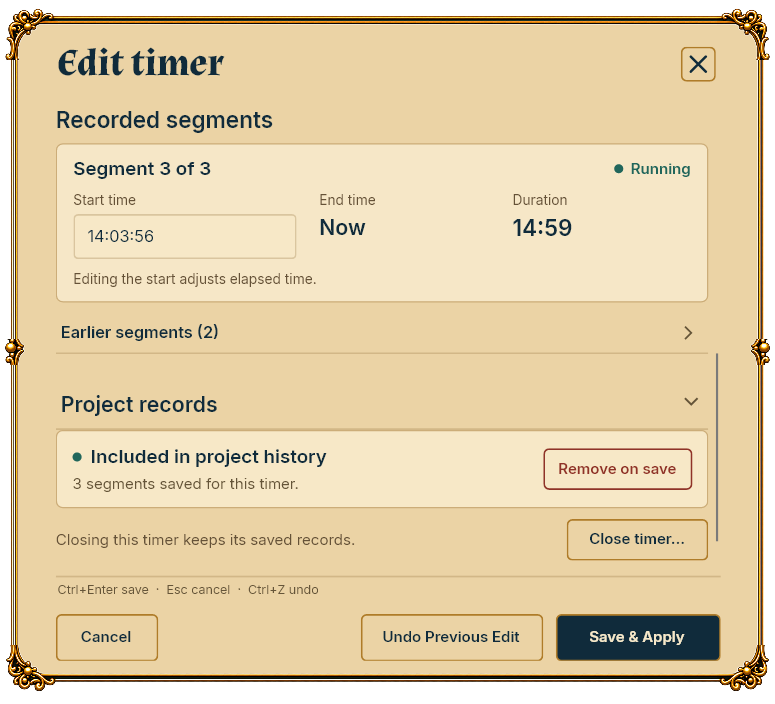 Edit timer
Recorded segments
Segment 3 of 3
Running
Start time
End time
Duration
14:03:56
Now
14:59
Editing the start adjusts elapsed time.
Earlier segments (2)
Project records
Included in project history
3 segments saved for this timer.
Remove on save
Closing this timer keeps its saved records.
Close timer...
Ctrl+Enter save · Esc cancel · Ctrl+Z undo
Cancel
Undo Previous Edit
Save & Apply